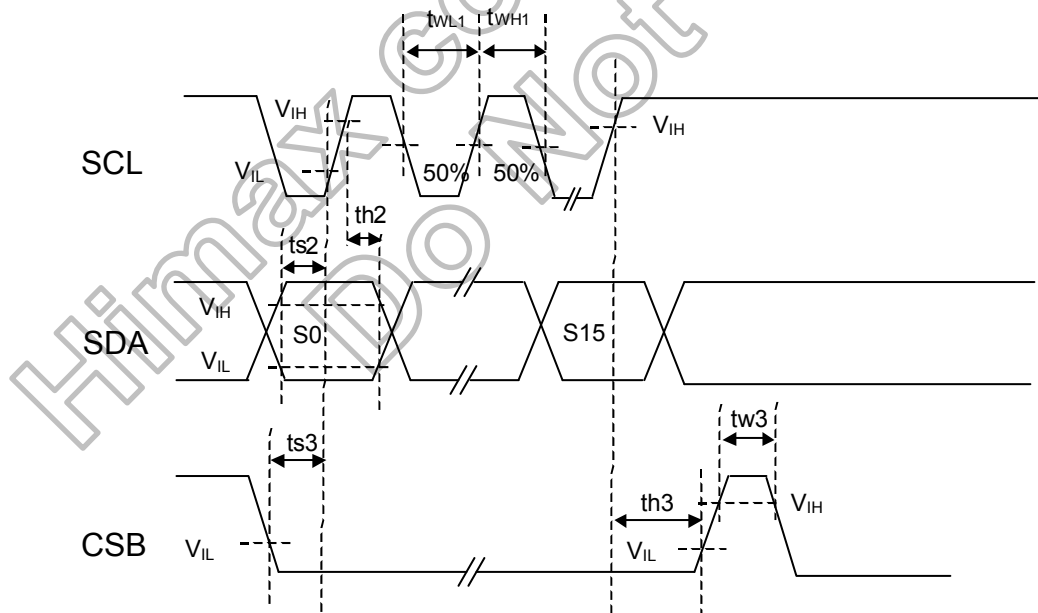 tWL1 tWH1
VIH
VIH
SCL
VIL
50% 50%
th2
ts2
VIH
S0
S15
SDA
VIL
ts3
tw3
th3
VIH
CSB
VIL
VIL
Himax co
Do Not